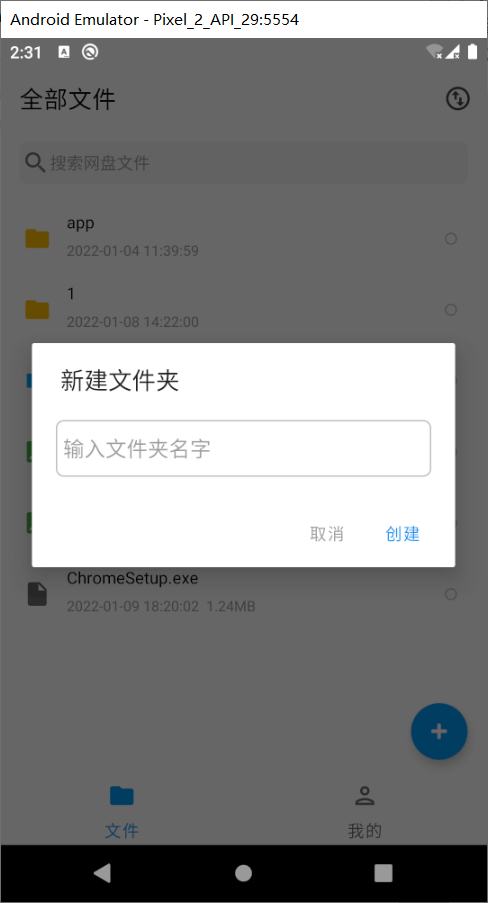 Android Emulator - Pixel_2_API_29:5554
2:31
全部文件
搜索网盘文件
app
2022-01-04 11:39:59
1
2022-01-08 14:22:00
新建文件夹
输入文件夹名字
取消 创建
ChromeSetup.exe
2022-01-09 18:20:02 1.24MB
文件 我的